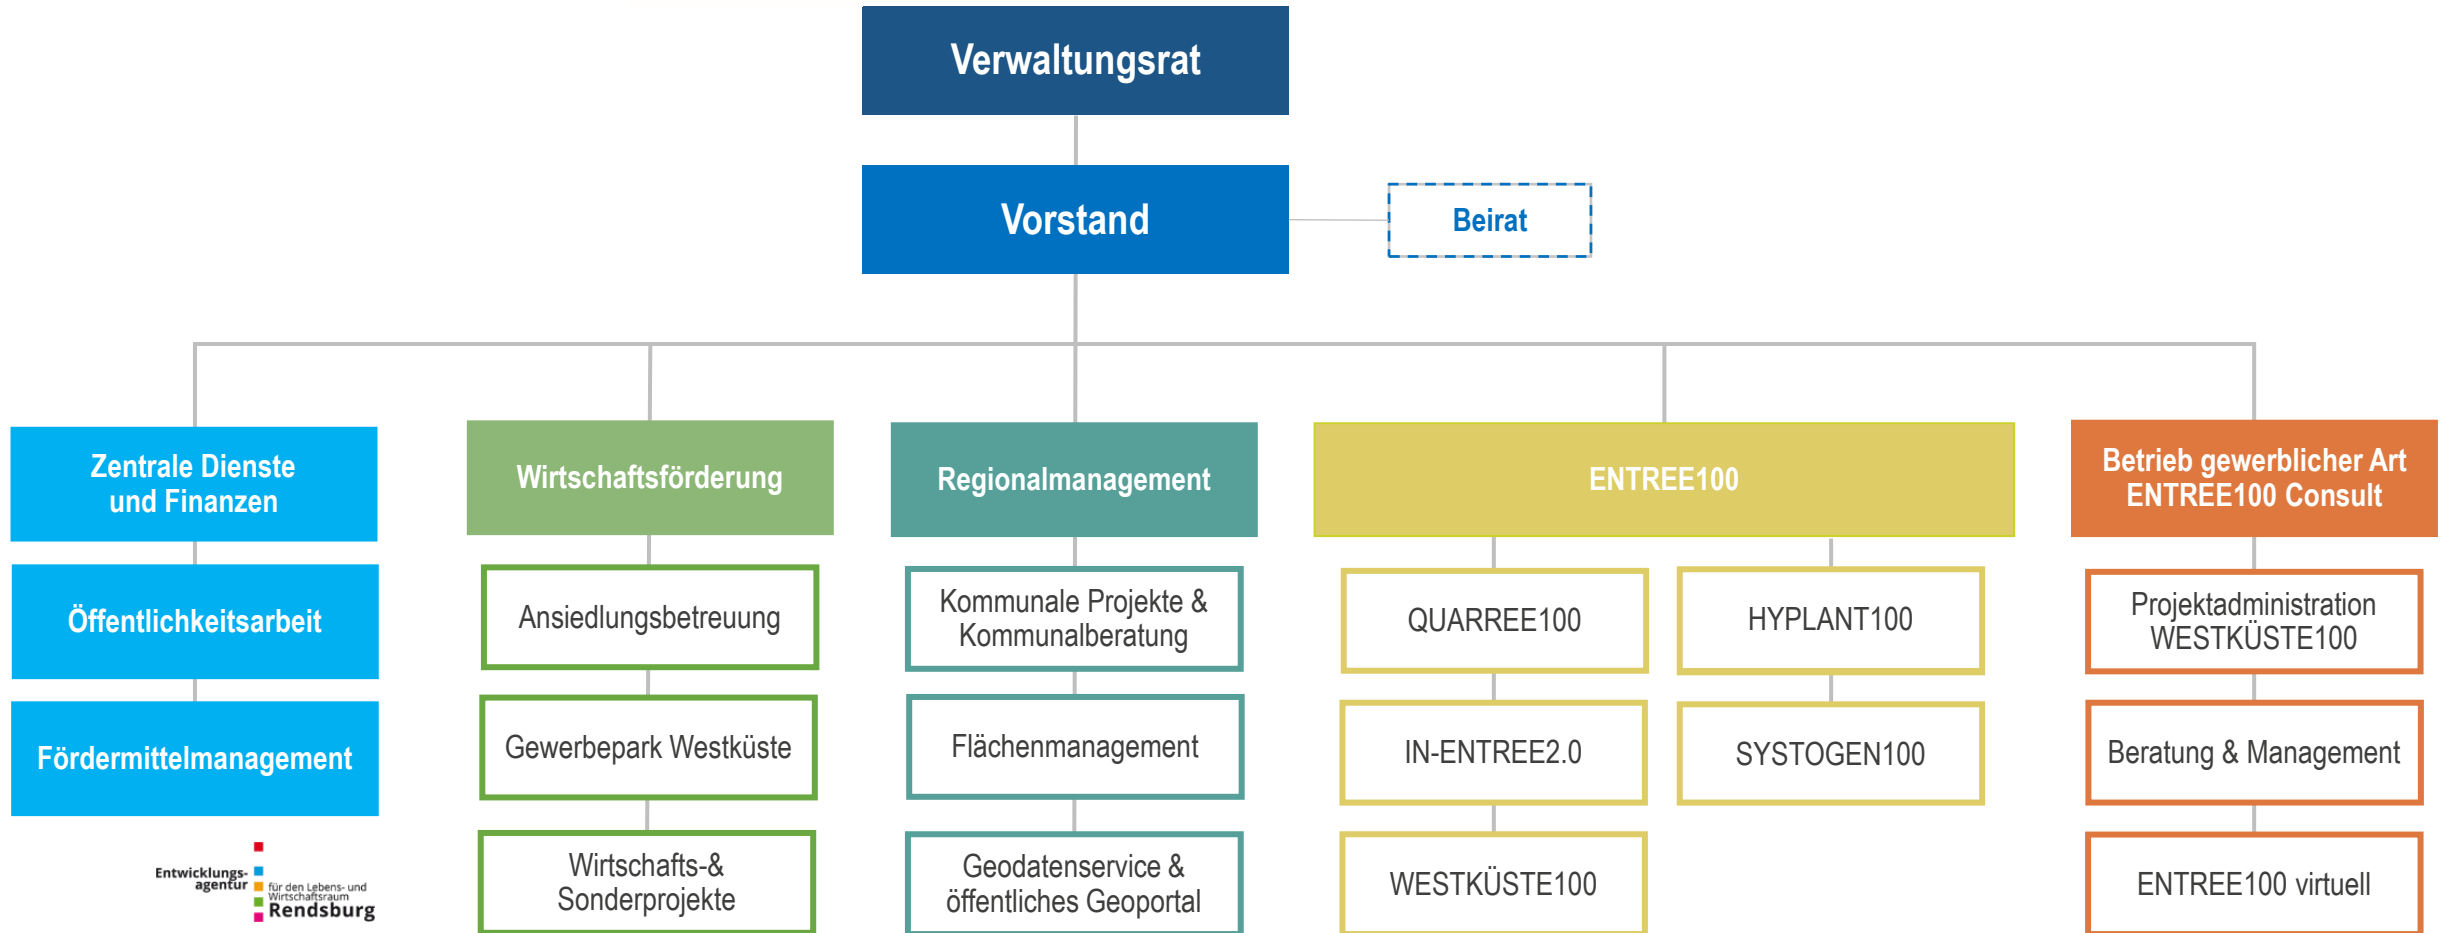 Verwaltungsrat
Vorstand
Beirat
Zentrale Dienste
und Finanzen
Öffentlichkeitsarbeit
Fördermittelmanagement
Wirtschaftsförderung
Ansiedlungsbetreuung
Gewerbepark Westküste
Wirtschafts-&
Sonderprojekte
Regionalmanagement
Kommunale Projekte &
Kommunalberatung
Flächenmanagement
Geodatenservice &
öffentliches Geoportal
ENTREE100
QUARREE100
IN-ENTREE2.0
WESTKÜSTE100
HYPLANT100
SYSTOGEN100
Betrieb gewerblicher Art
ENTREE100 Consult
Projektadministration
WESTKÜSTE100
Beratung & Management
ENTREE100 virtuell
Entwicklungs-
agentur
für den Lebens- und
Wirtschaftsraum
Rendsburg